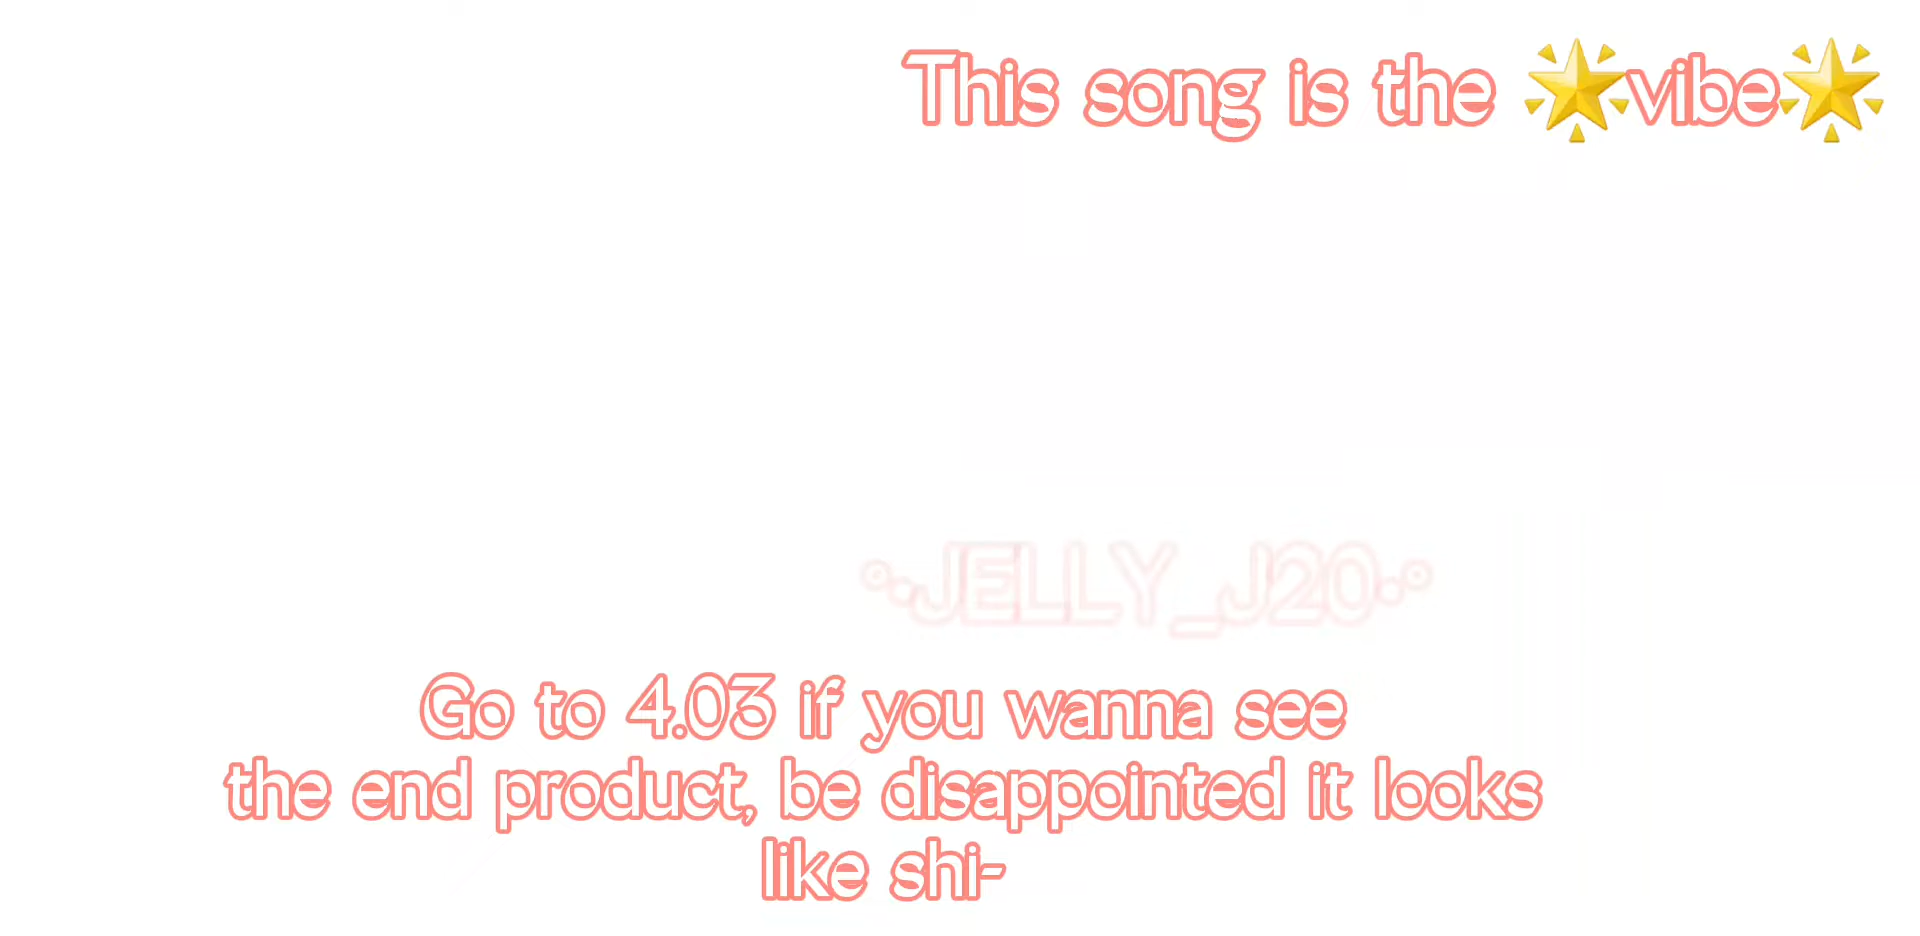 This song is the 🌟vibe🌟
°•.JELLY_J20.•°
Go to 4.03 if you wanna see
the end product, be disappointed it looks
like shi-